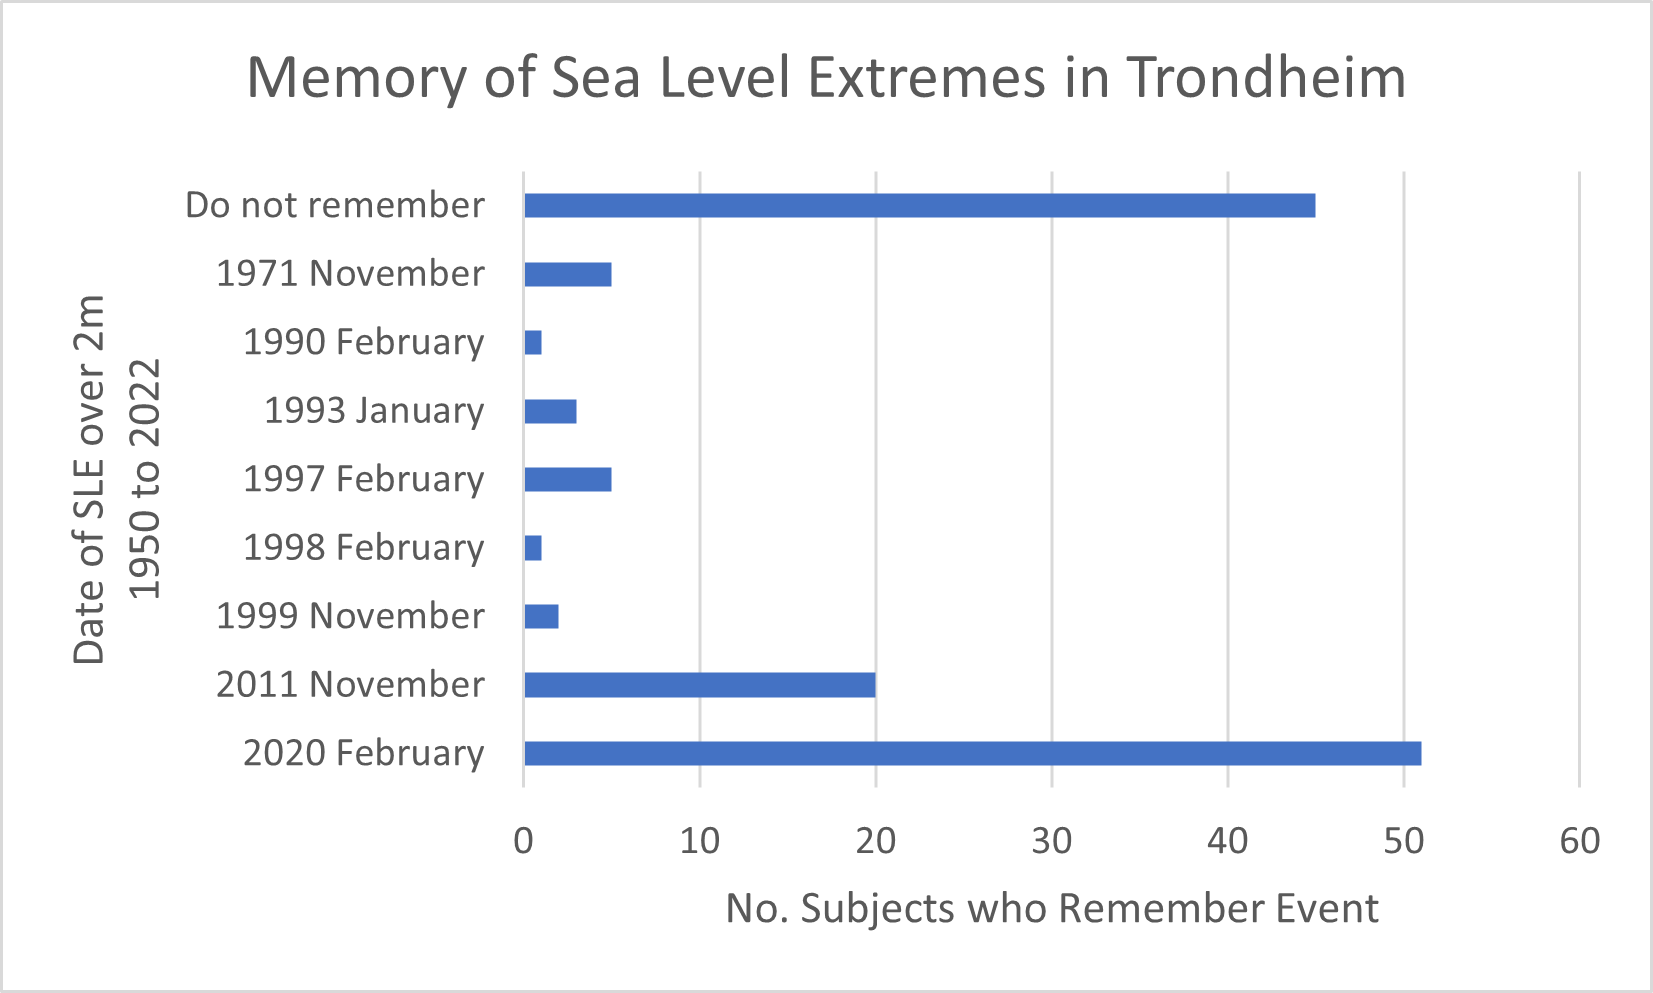 Memory of Sea Level Extremes in Trondheim
Date of SLE over 2m
1950 to 2022
Do not remember
1971 November
1990 February
1993 January
1997 February
1998 February
1999 November
2011 November
2020 February
0 10 20 30 40 50 60
No. Subjects who Remember Event